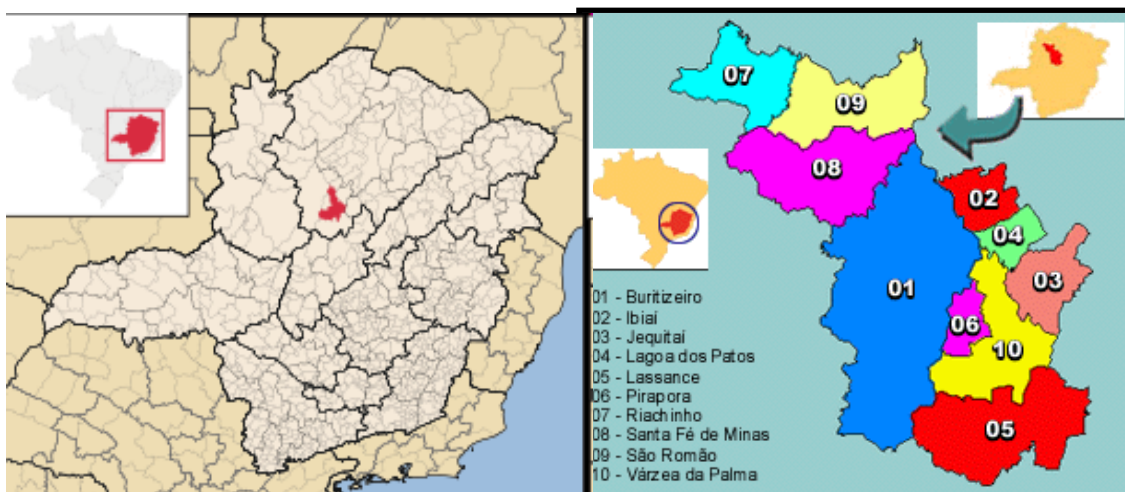 07
09
08
02
04
01
03
06
10
05
01 - Buritizeiro
02 - Ibiaí
03 - Jequitaí
04 - Lagoa dos Patos
05 - Lassance
06 - Pirapora
07 - Riachinho
08 - Santa Fé de Minas
09 - São Romão
10 - Várzea da Palma